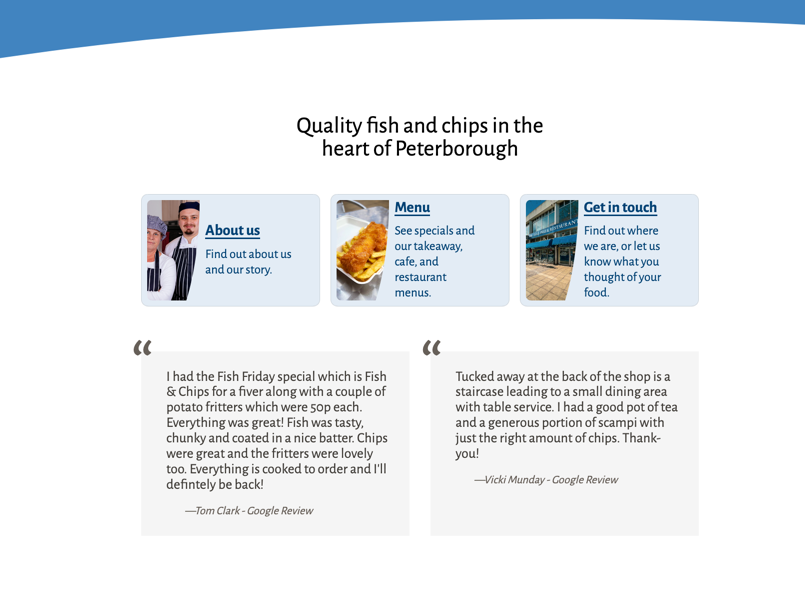 Quality fish and chips in the
heart of Peterborough
About us
Find out about us
and our story.
Menu
See specials and
our takeaway,
cafe, and
restaurant
menus.
Get in touch
Find out where
we are, or let us
know what you
thought of your
food.
“
I had the Fish Friday special which is Fish
& Chips for a fiver along with a couple of
potato fritters which were 50p each.
Everything was great! Fish was tasty,
chunky and coated in a nice batter. Chips
were great and the fritters were lovely
too. Everything is cooked to order and I'll
defintely be back!
—Tom Clark - Google Review
“
Tucked away at the back of the shop is a
staircase leading to a small dining area
with table service. I had a good pot of tea
and a generous portion of scampi with
just the right amount of chips. Thank-
you!
—Vicki Munday - Google Review